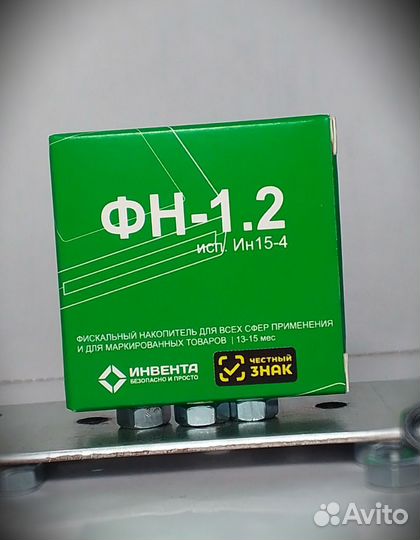 ФН-1.2
исп. Ин15-4
ФИСКАЛЬНЫЙ НАКОПИТЕЛЬ ДЛЯ ВСЕХ СФЕР ПРИМЕНЕНИЯ
И ДЛЯ МАРКИРОВАННЫХ ТОВАРОВ | 13-15 мес
ИНВЕНТА
БЕЗОПАСНО И ПРОСТО
ЧЕСТНЫЙ
ЗНАК
Avito